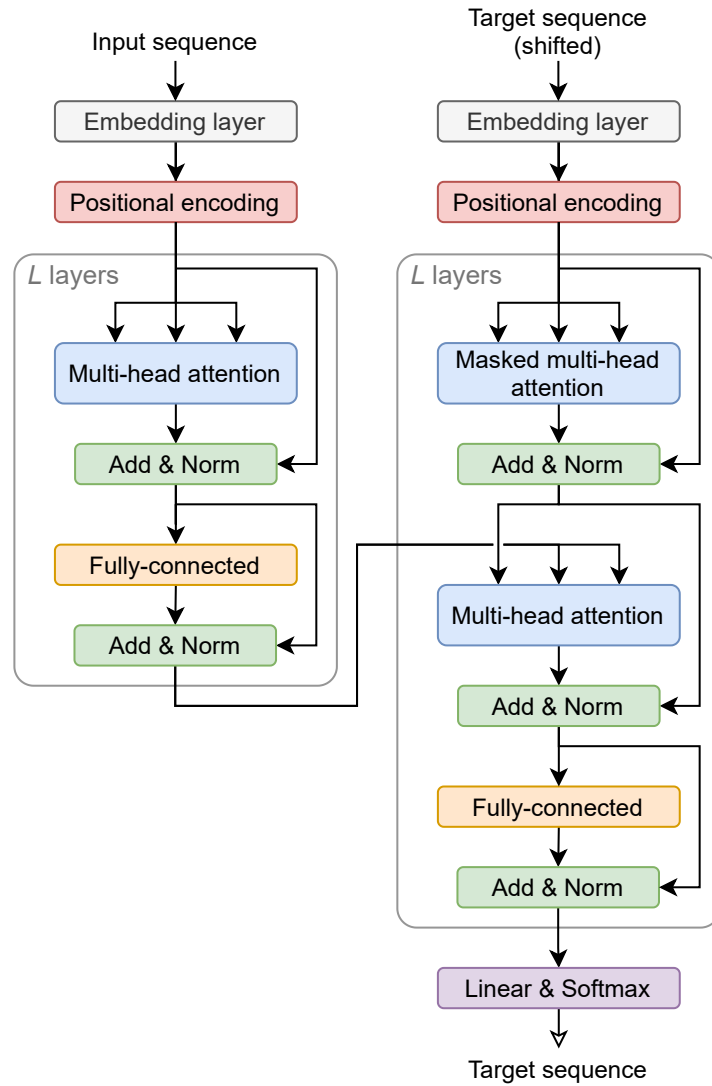 Input sequence
Embedding layer
Positional encoding
L layers
Multi-head attention
Add & Norm
Fully-connected
Add & Norm
Target sequence
(shifted)
Embedding layer
Positional encoding
L layers
Masked multi-head
attention
Add & Norm
Multi-head attention
Add & Norm
Fully-connected
Add & Norm
Linear & Softmax
Target sequence